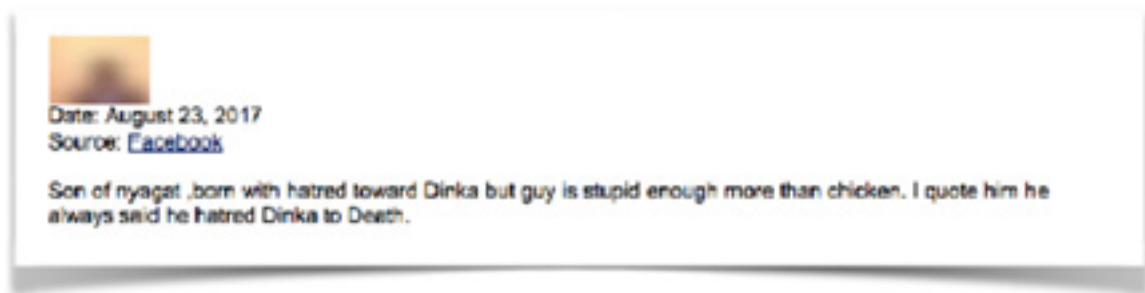 Date: August 23, 2017
Source: Facebook
Son of nyagat ,born with hatred toward Dinka but guy is stupid enough more than chicken. I quote him he
always said he hatred Dinka to Death.